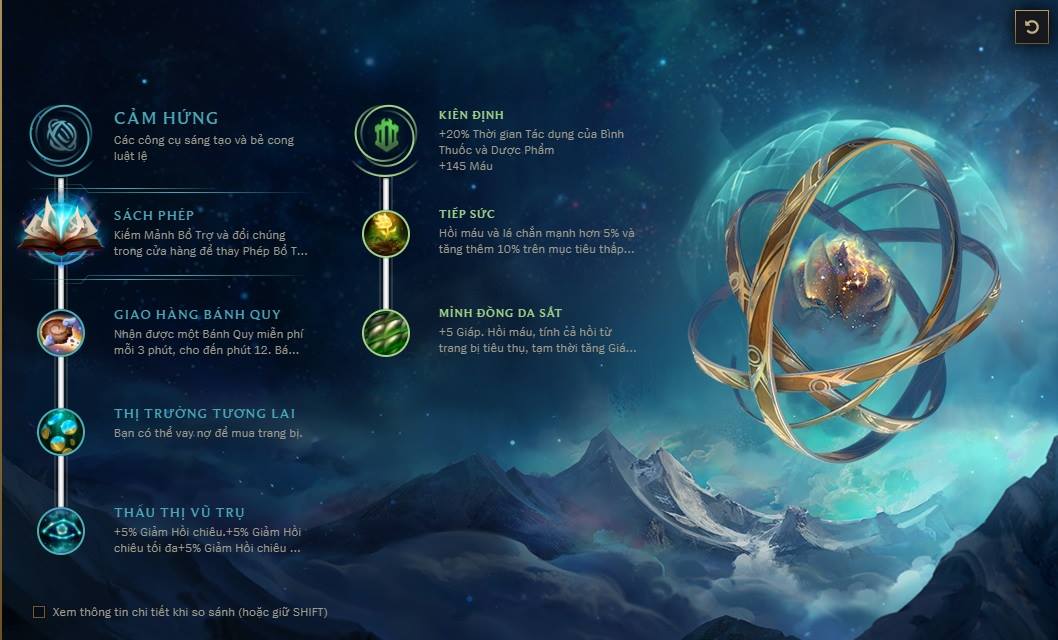 CẢM HỨNG
Các công cụ sáng tạo và bẻ cong
luật lệ
SÁCH PHÉP
Kiếm Mảnh Bổ Trợ và đổi chúng
trong cửa hàng để thay Phép Bổ T...
GIAO HÀNG BÁNH QUY
Nhận được một Bánh Quy miễn phí
mỗi 3 phút, cho đến phút 12. Bá...
THỊ TRƯỜNG TƯƠNG LAI
Bạn có thể vay nợ để mua trang bị.
THẤU THỊ VŨ TRỤ
+5% Giảm Hồi chiêu.+5% Giảm Hồi
chiêu tối đa+5% Giảm Hồi chiêu ...
KIÊN ĐỊNH
+20% Thời gian Tác dụng của Bình
Thuốc và Dược Phẩm
+145 Máu
TIẾP SỨC
Hồi máu và lá chắn mạnh hơn 5% và
tăng thêm 10% trên mục tiêu thấp...
MÌNH ĐỒNG DA SẮT
+5 Giáp. Hồi máu, tính cả hồi từ
trang bị tiêu thụ, tạm thời tăng Giá...
Xem thông tin chi tiết khi so sánh (hoặc giữ SHIFT)